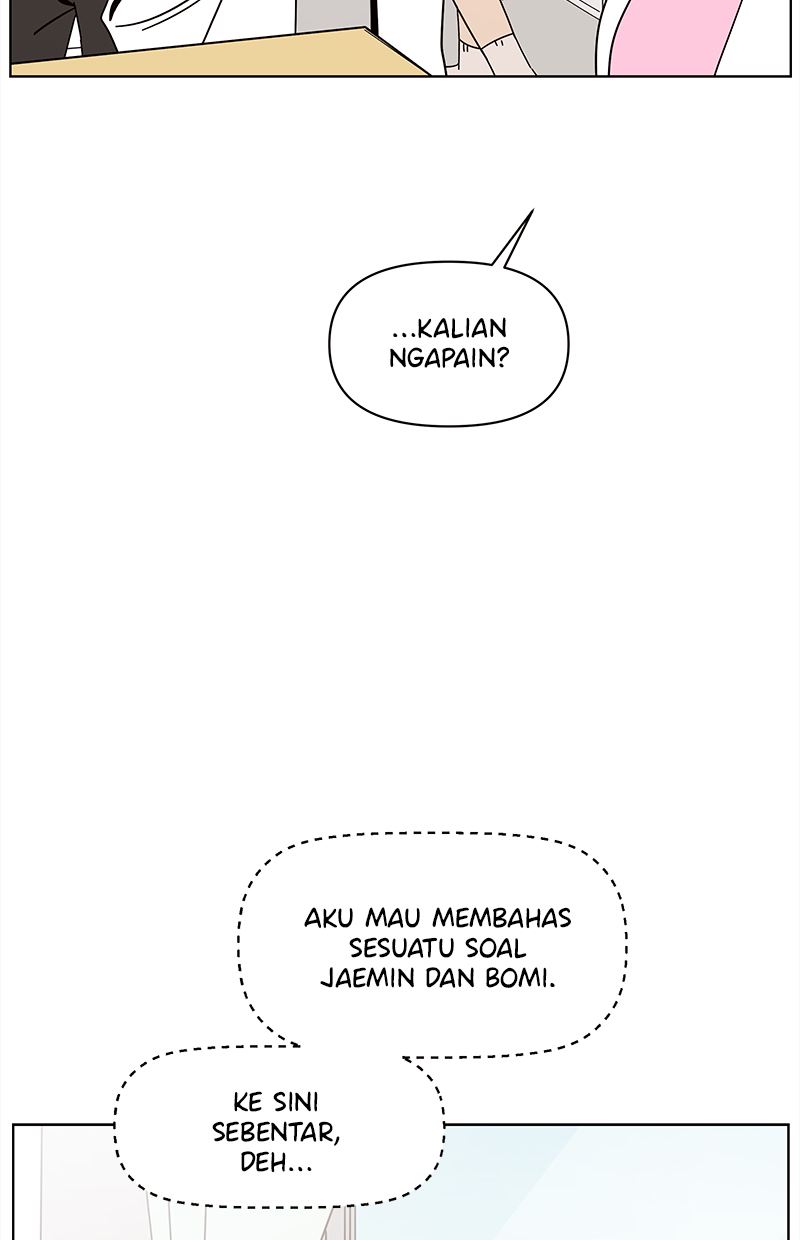 ...KALIAN
NGAPAIN?
AKU MAU MEMBAHAS
SESUATU SOAL
JAEMIN DAN BOMI.
KE SINI
SEBENTAR,
DEH...